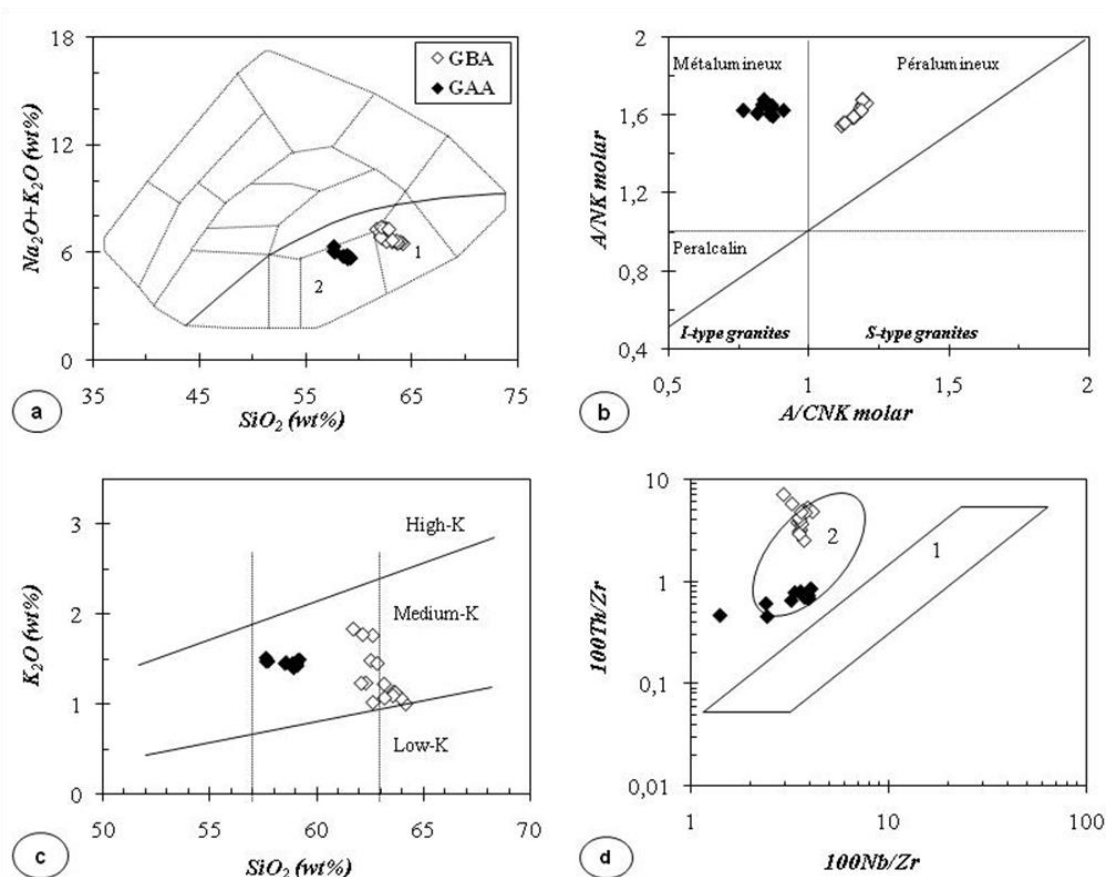 18
12
6
0
Na₂O+K₂O (wt%)
GBA
GAA
1
2
35 45 55 65 75
SiO₂ (wt%)
a
2
1,6
1,2
0,8
0,4
A/NK molar
Métalumineux
Péralumineux
Peralcalin
I-type granites
S-type granites
0,5 1 1,5 2
A/CNK molar
b
3
2
1
0
K₂O (wt%)
High-K
Medium-K
Low-K
50 55 60 65 70
SiO₂ (wt%)
c
10
1
0,1
0,01
100Th/Zr
2
1
1 10 100
100Nb/Zr
d